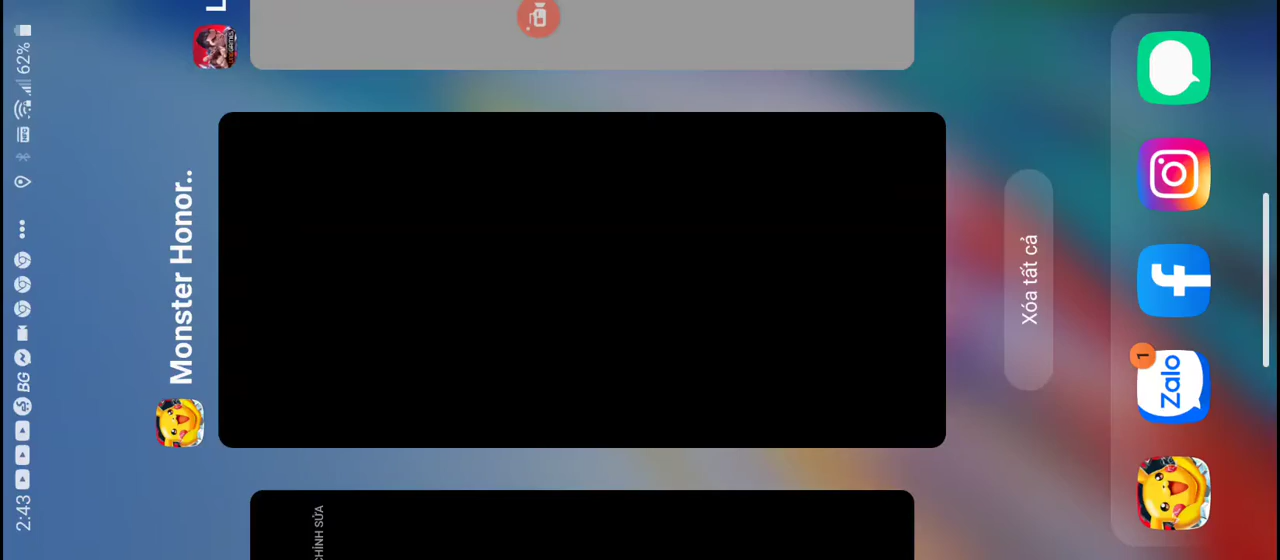 2:43
BG
62%
Monster Honor..
L
CHỈNH SỬA
Xóa tất cả
Zalo
1